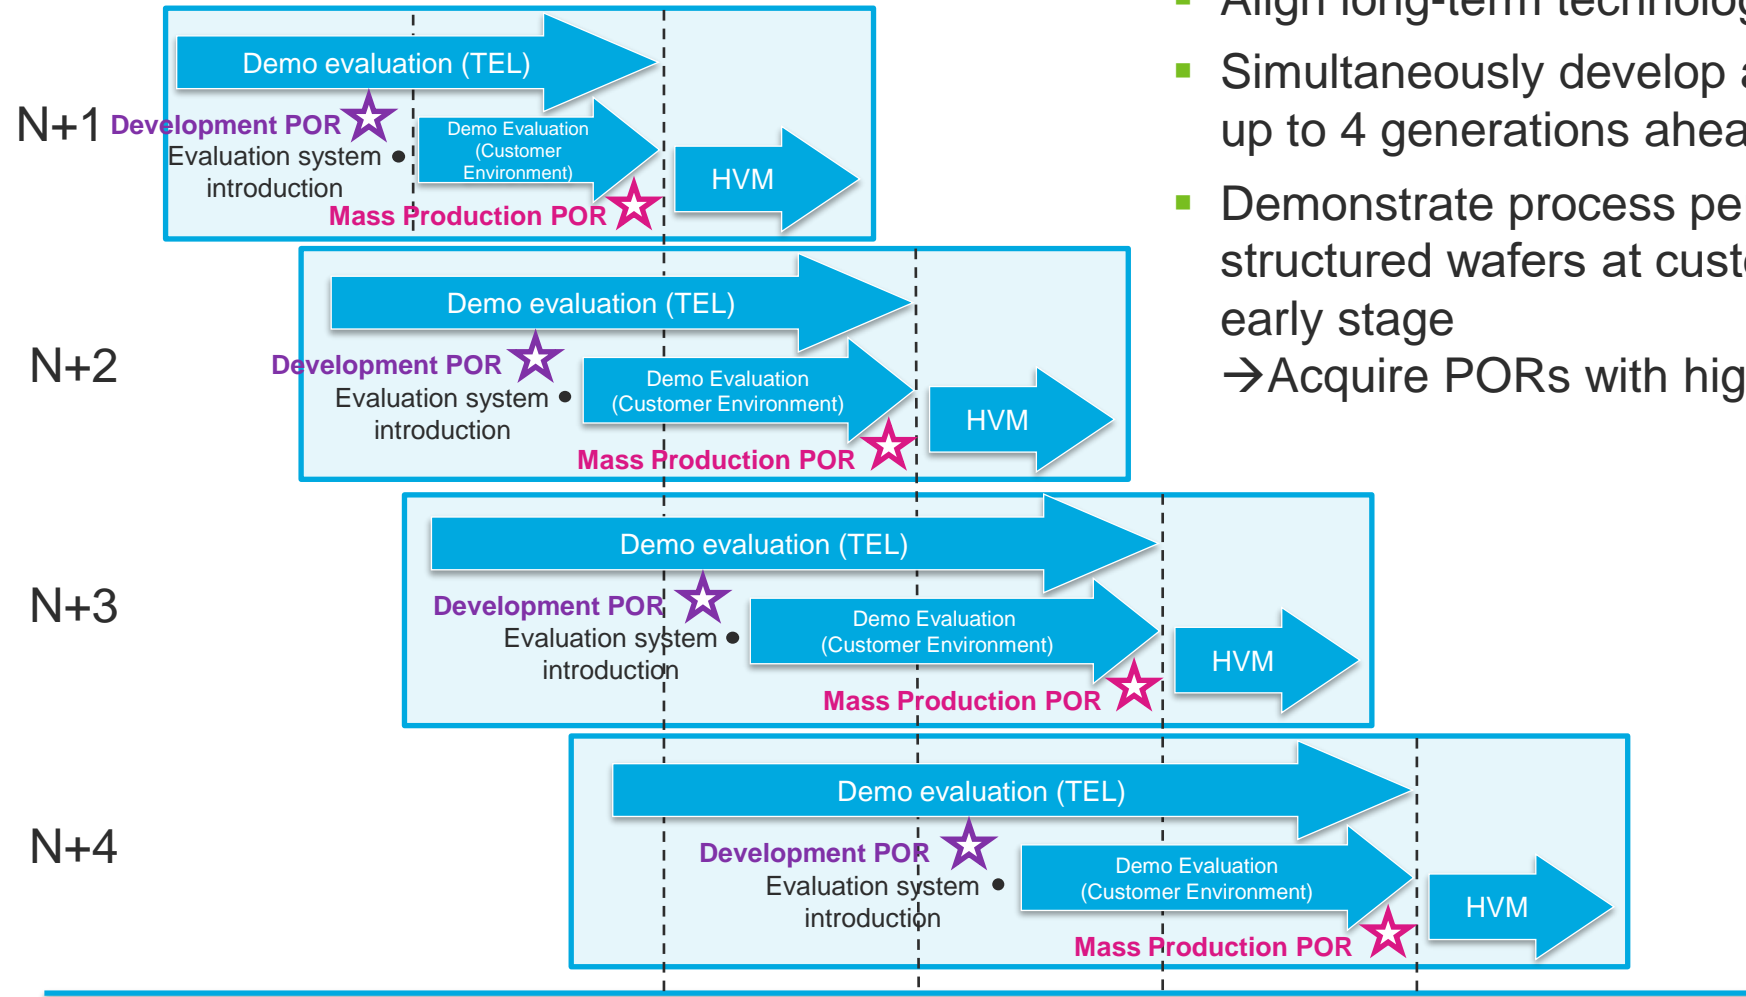 Demo evaluation (TEL)
N+1
Development POR
Evaluation system
introduction
Demo Evaluation
(Customer
Environment)
HVM
Mass Production POR
Demo evaluation (TEL)
N+2
Development POR
Evaluation system
introduction
Demo Evaluation
(Customer Environment)
HVM
Mass Production POR
Demo evaluation (TEL)
N+3
Development POR
Evaluation system
introduction
Demo Evaluation
(Customer Environment)
HVM
Mass Production POR
Demo evaluation (TEL)
N+4
Development POR
Evaluation system
introduction
Demo Evaluation
(Customer Environment)
HVM
Mass Production POR
Align long-term
Simultaneously develop
up to 4 generations
Demonstrate process
structured wafers at
early stage
→Acquire PORs with